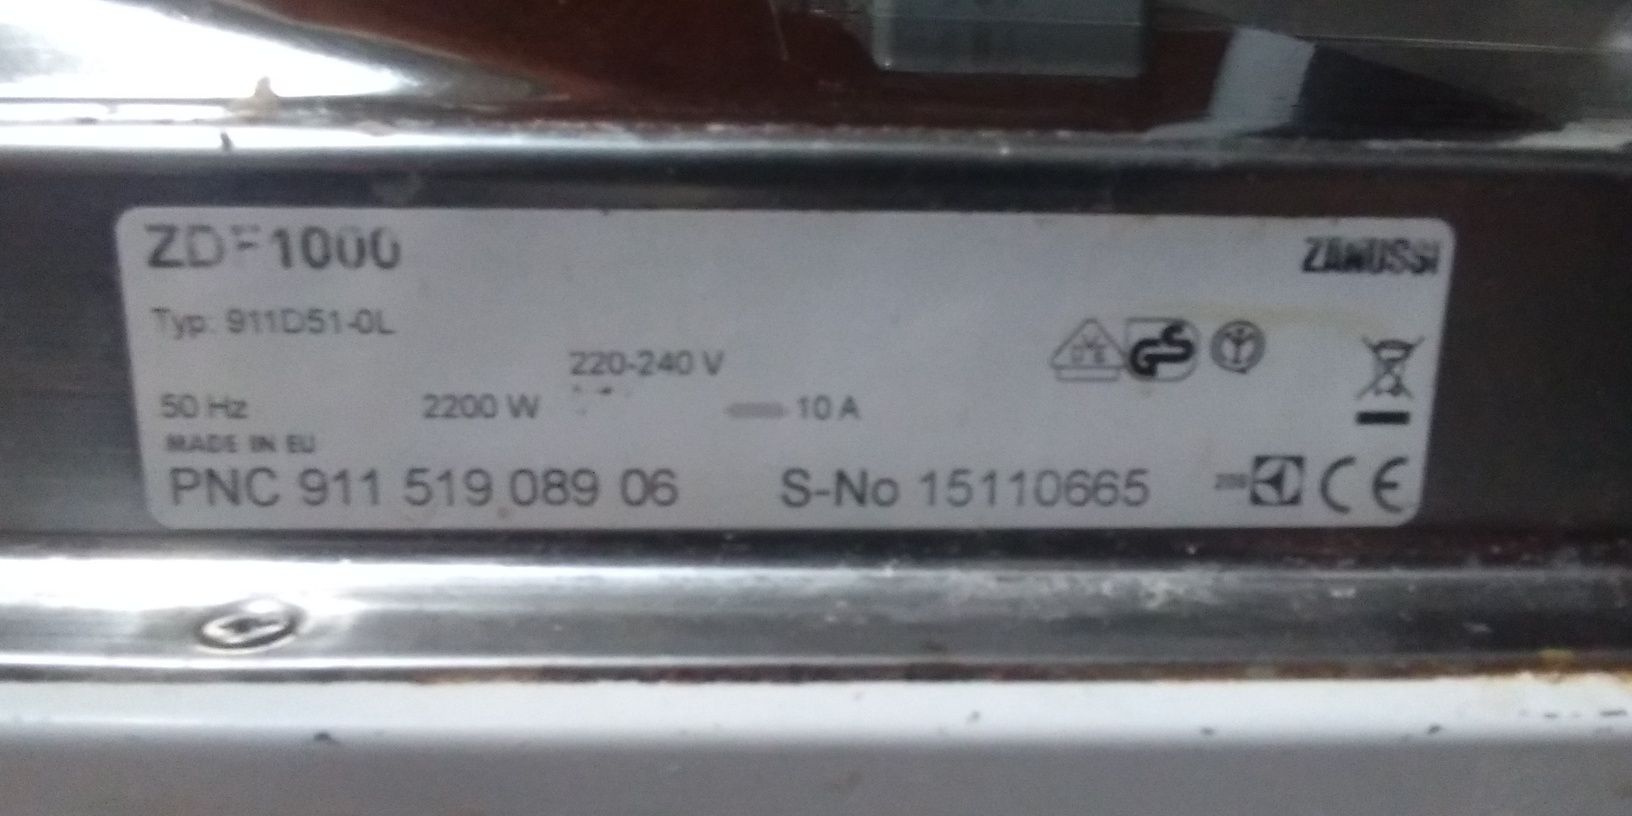 ZDF1000 ZANUSSI
Typ: 911D51-0L
220-240 V
50 Hz 2200 W 10 A
MADE IN EU
PNC 911 519 089 06 S-No 15110665 CE